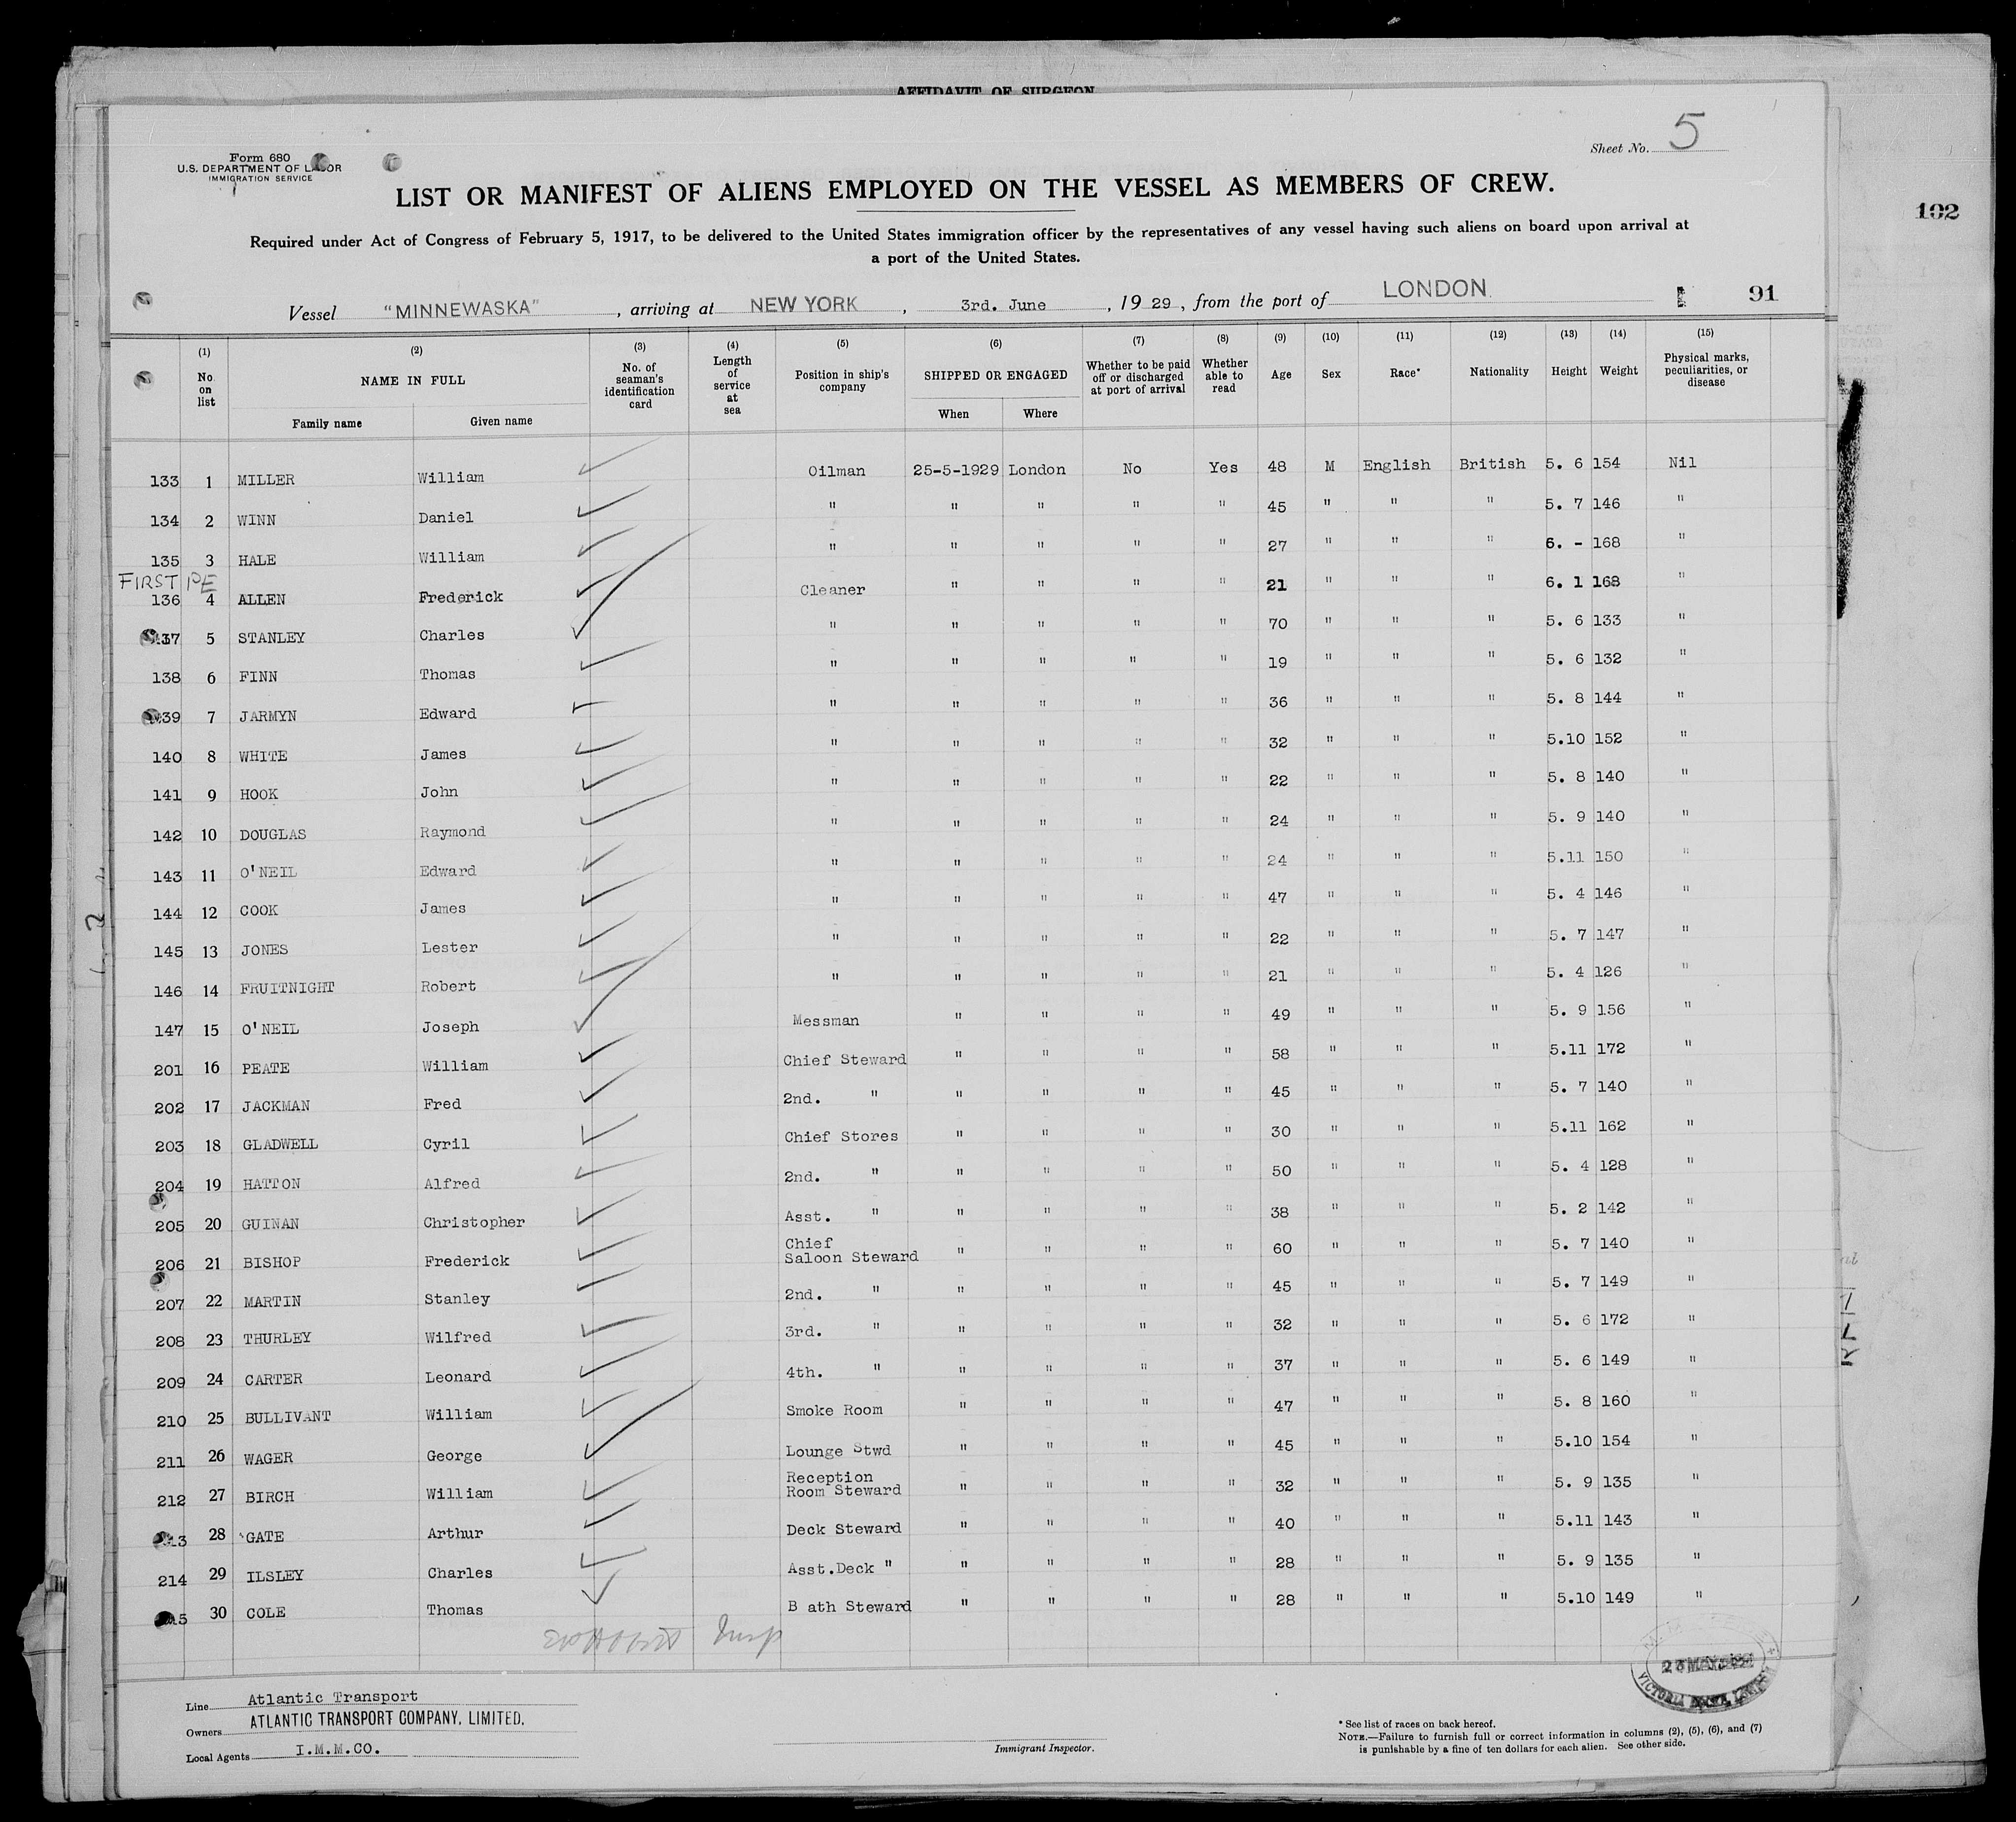 AFFIDAVIT OF SURGEON
Form 680
U.S. DEPARTMENT OF LABOR
IMMIGRATION SERVICE
Sheet No. 5
LIST OR MANIFEST OF ALIENS EMPLOYED ON THE VESSEL AS MEMBERS OF CREW.
102
Required under Act of Congress of February 5, 1917, to be delivered to the United States immigration officer by the representatives of any vessel having such aliens on board upon arrival at
a port of the United States.
Vessel "MINNEWASKA", arriving at NEW YORK, 3rd. June, 1929, from the port of LONDON 91
(1) No. on list (2) NAME IN FULL Family name Given name (3) No. of seaman's identification card (4) Length of service at sea (5) Position in ship's company (6) SHIPPED OR ENGAGED When Where (7) Whether to be paid off or discharged at port of arrival (8) Whether able to read (9) Age (10) Sex (11) Race* (12) Nationality (13) Height (14) Weight (15) Physical marks, peculiarities, or disease
133 1 MILLER William Oilman 25-5-1929 London No Yes 48 M English British 5. 6 154 Nil
134 2 WINN Daniel " " " " " 45 " " " 5. 7 146 "
135 3 HALE William " " " " " 27 " " " 6. - 168 "
FIRST PE
136 4 ALLEN Frederick Cleaner " " " " 21 " " " 6. 1 168 "
137 5 STANLEY Charles " " " " " 70 " " " 5. 6 133 "
138 6 FINN Thomas " " " " " 19 " " " 5. 6 132 "
139 7 JARMYN Edward " " " " " 36 " " " 5. 8 144 "
140 8 WHITE James " " " " " 32 " " " 5.10 152 "
141 9 HOOK John " " " " " 22 " " " 5. 8 140 "
142 10 DOUGLAS Raymond " " " " " 24 " " " 5. 9 140 "
143 11 O'NEIL Edward " " " " " 24 " " " 5.11 150 "
144 12 COOK James " " " " " 47 " " " 5. 4 146 "
145 13 JONES Lester " " " " " 22 " " " 5. 7 147 "
146 14 FRUITNIGHT Robert " " " " " 21 " " " 5. 4 126 "
147 15 O'NEIL Joseph Messman " " " " 49 " " " 5. 9 156 "
201 16 PEATE William Chief Steward " " " " 58 " " " 5.11 172 "
202 17 JACKMAN Fred 2nd. " " " " " 45 " " " 5. 7 140 "
203 18 GLADWELL Cyril Chief Stores " " " " 30 " " " 5.11 162 "
204 19 HATTON Alfred 2nd. " " " " " 50 " " " 5. 4 128 "
205 20 GUINAN Christopher Asst. " " " " " 38 " " " 5. 2 142 "
206 21 BISHOP Frederick Chief Saloon Steward " " " " 60 " " " 5. 7 140 "
207 22 MARTIN Stanley 2nd. " " " " " 45 " " " 5. 7 149 "
208 23 THURLEY Wilfred 3rd. " " " " " 32 " " " 5. 6 172 "
209 24 CARTER Leonard 4th. " " " " " 37 " " " 5. 6 149 "
210 25 BULLIVANT William Smoke Room " " " " 47 " " " 5. 8 160 "
211 26 WAGER George Lounge Stwd " " " " 45 " " " 5.10 154 "
212 27 BIRCH William Reception Room Steward " " " " 32 " " " 5. 9 135 "
28 GATE Arthur Deck Steward " " " " 40 " " " 5.11 143 "
214 29 ILSLEY Charles Asst.Deck " " " " " 28 " " " 5. 9 135 "
30 COLE Thomas Bath Steward " " " " 28 " " " 5.10 149 "
Insp
Line Atlantic Transport
Owners ATLANTIC TRANSPORT COMPANY, LIMITED.
Local Agents I.M.M.CO.
Immigrant Inspector.
* See list of races on back hereof.
NOTE.—Failure to furnish full or correct information in columns (2), (5), (6), and (7)
is punishable by a fine of ten dollars for each alien. See other side.